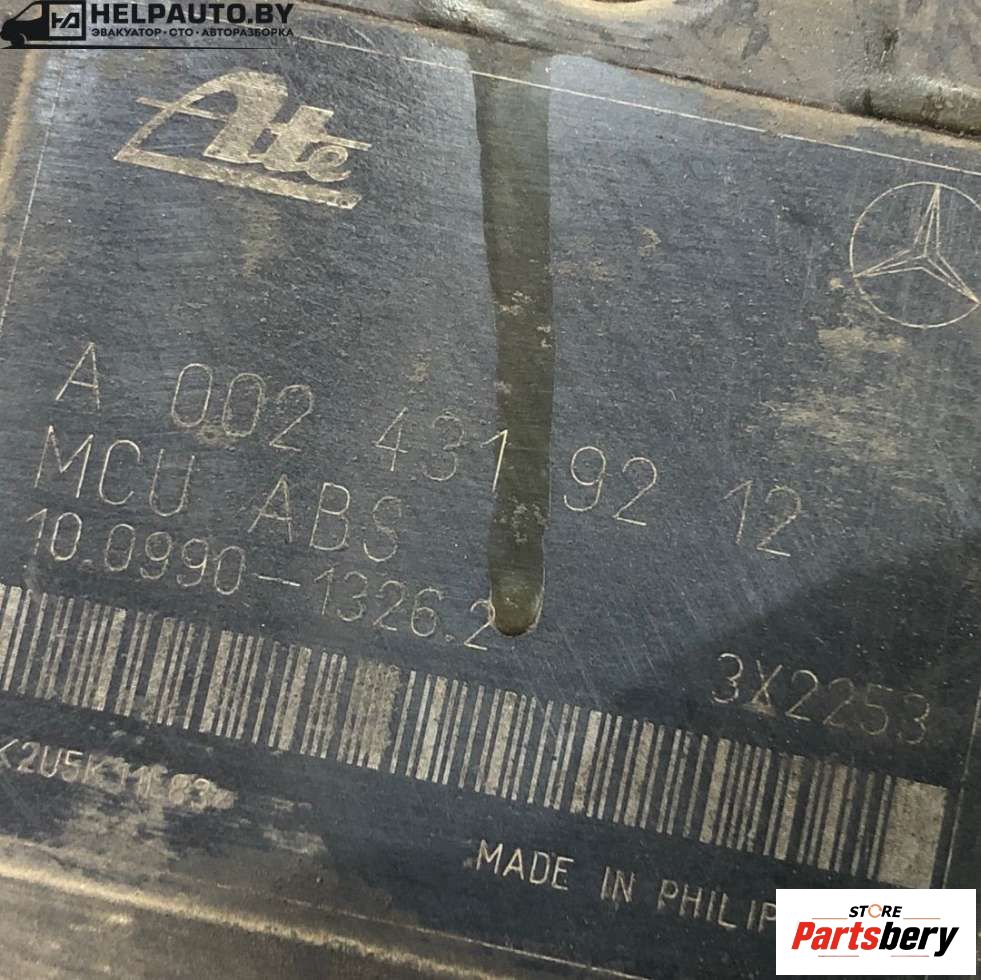 HELPAUTO.BY
ЭВАКУАТОР · СТО · АВТОРАЗБОРКА
Ate
A 002 431 92 12
MCU ABS
10.0990-1326.2
3X2253
MADE IN PHILIP
STORE
Partsbery